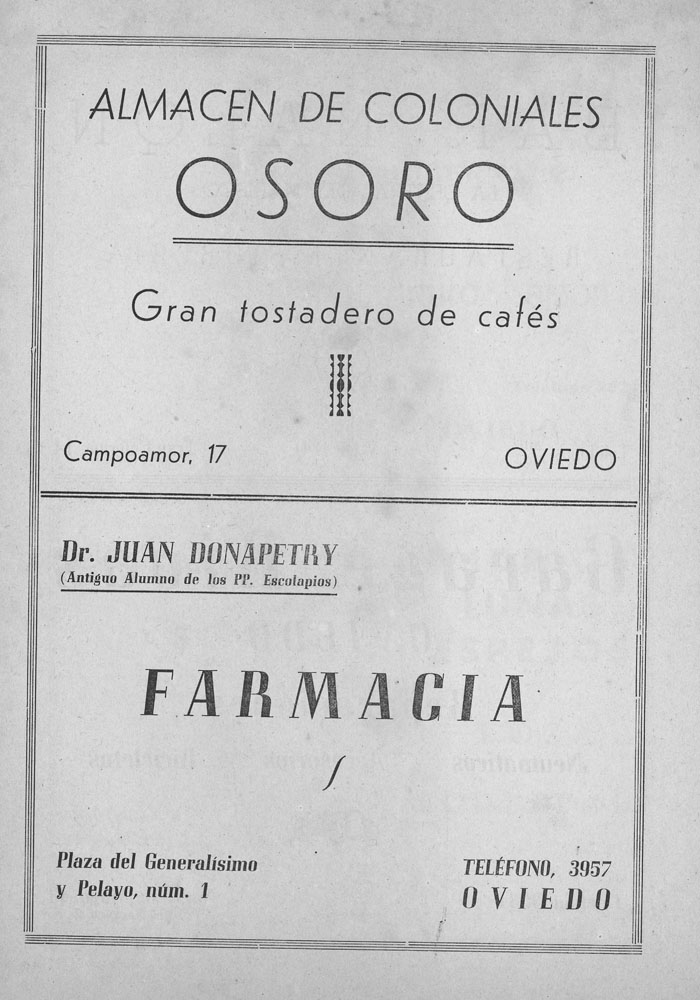 ALMACEN DE COLONIALES
OSORO
Gran tostadero de cafés
Campoamor, 17
OVIEDO
Dr. JUAN DONAPETRY
(Antiguo Alumno de los PP. Escolapios)
FARMACIA
Plaza del Generalísimo
y Pelayo, núm. 1
TELÉFONO, 3957
OVIEDO